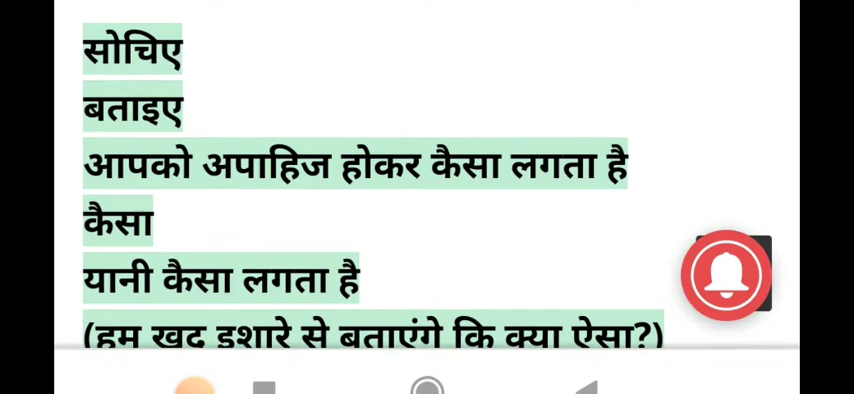 सोचिए
बताइए
आपको अपाहिज होकर कैसा लगता है
कैसा
यानी कैसा लगता है
(हम खुद इशारे से बताएंगे कि क्या ऐसा?)